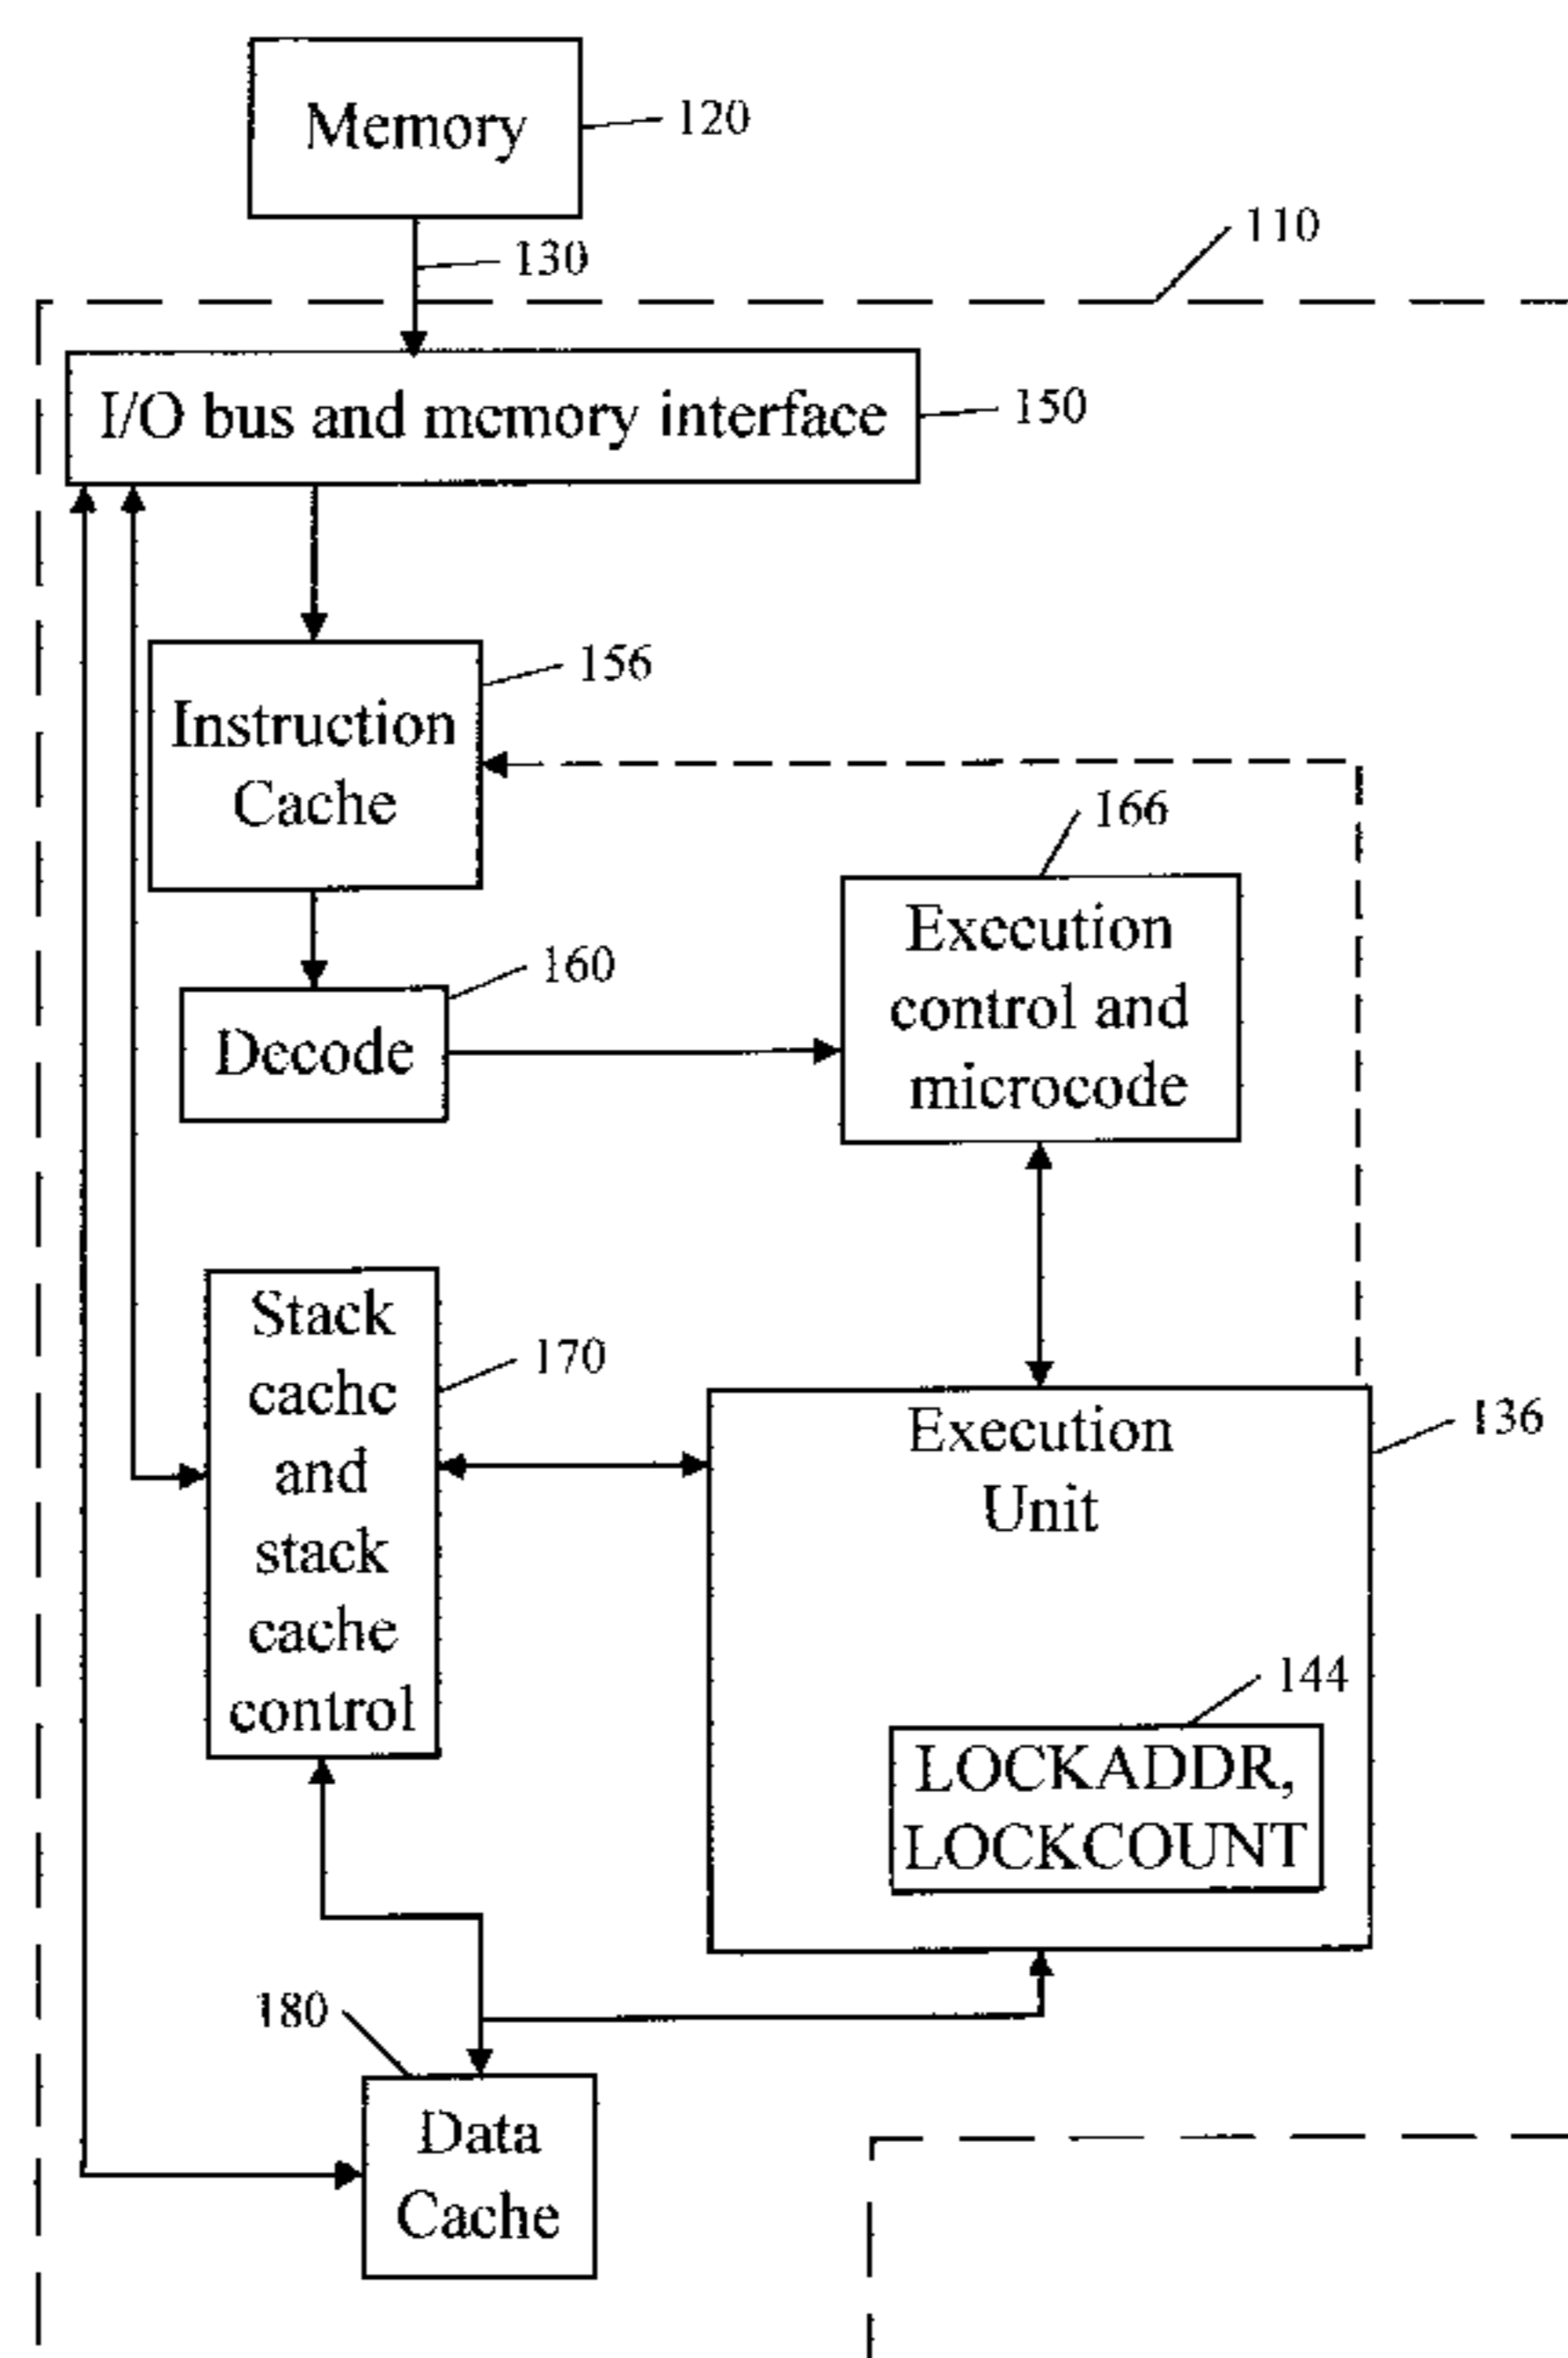 Memory
120
130
110
I/O bus and memory interface
150
156
Instruction
Cache
166
Execution
control and
microcode
160
Decode
Stack
cache
and
stack
cache
control
170
Execution
Unit
136
144
LOCKADDR,
LOCKCOUNT
180
Data
Cache